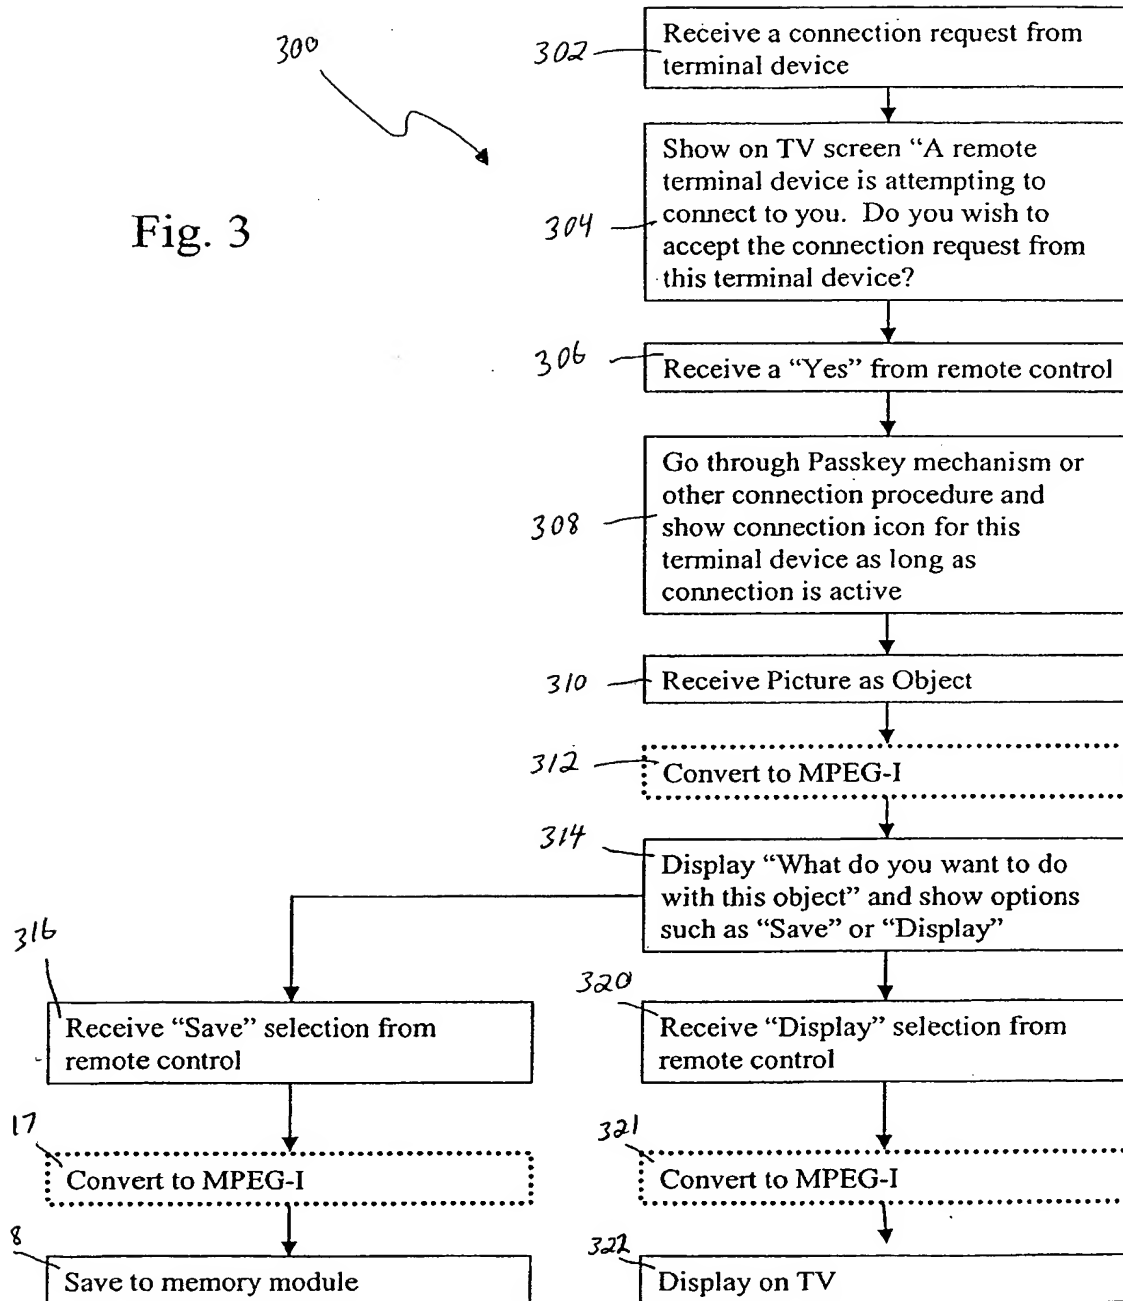 300
Fig. 3
302
Receive a connection request from
terminal device
304
Show on TV screen “A remote
terminal device is attempting to
connect to you. Do you wish to
accept the connection request from
this terminal device?
306
Receive a “Yes” from remote control
308
Go through Passkey mechanism or
other connection procedure and
show connection icon for this
terminal device as long as
connection is active
310
Receive Picture as Object
312
Convert to MPEG-I
314
Display “What do you want to do
with this object” and show options
such as “Save” or “Display”
316
Receive “Save” selection from
remote control
320
Receive “Display” selection from
remote control
17
Convert to MPEG-I
321
Convert to MPEG-I
8
Save to memory module
322
Display on TV